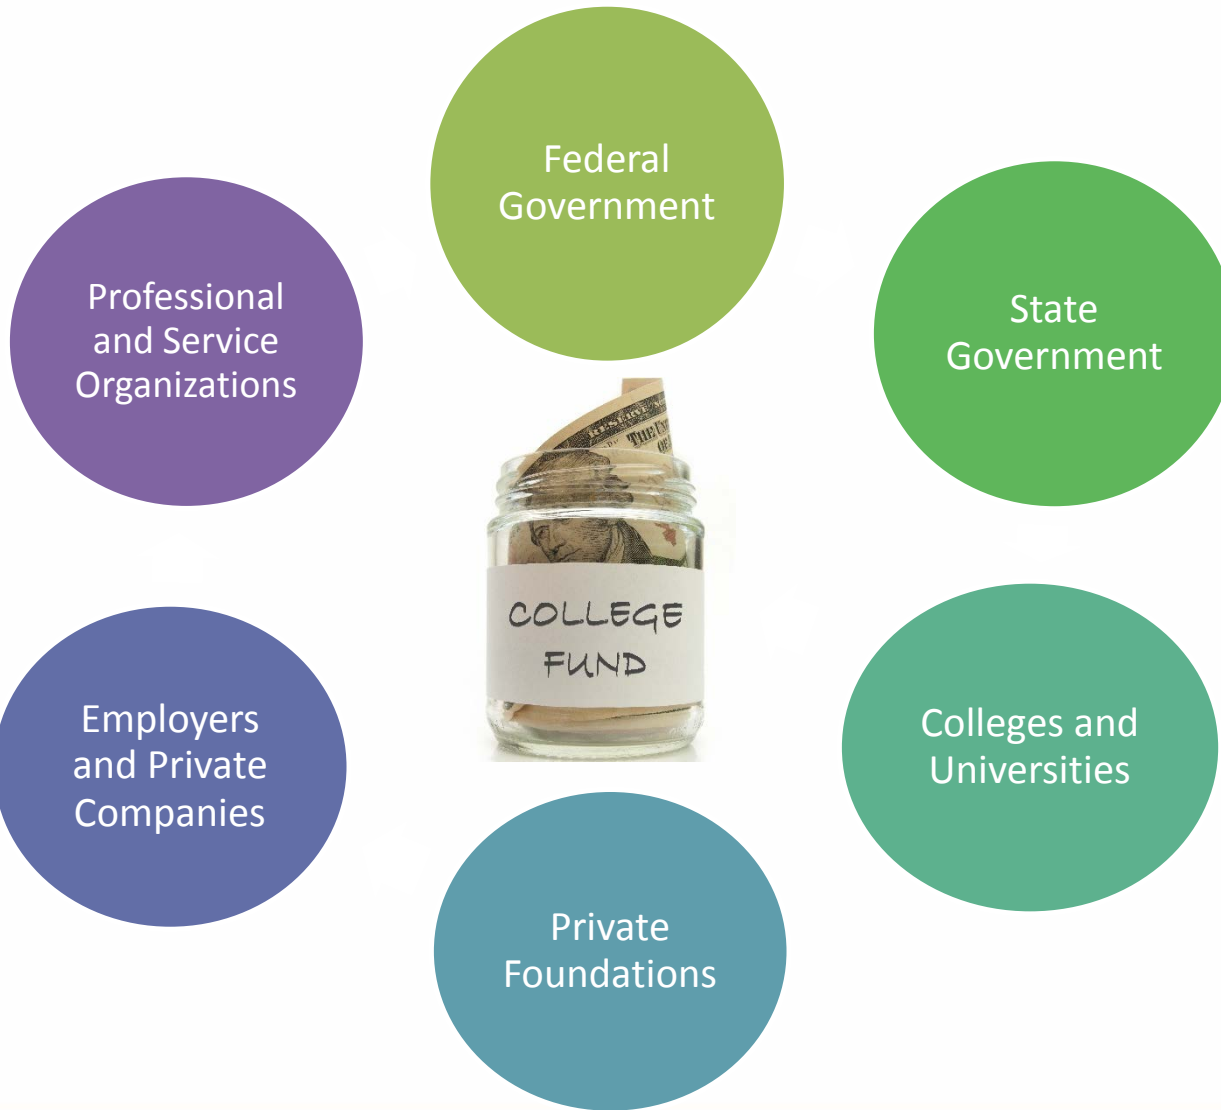 Federal
Government
State
Government
Colleges and
Universities
Private
Foundations
Employers
and Private
Companies
Professional
and Service
Organizations
COLLEGE
FUND